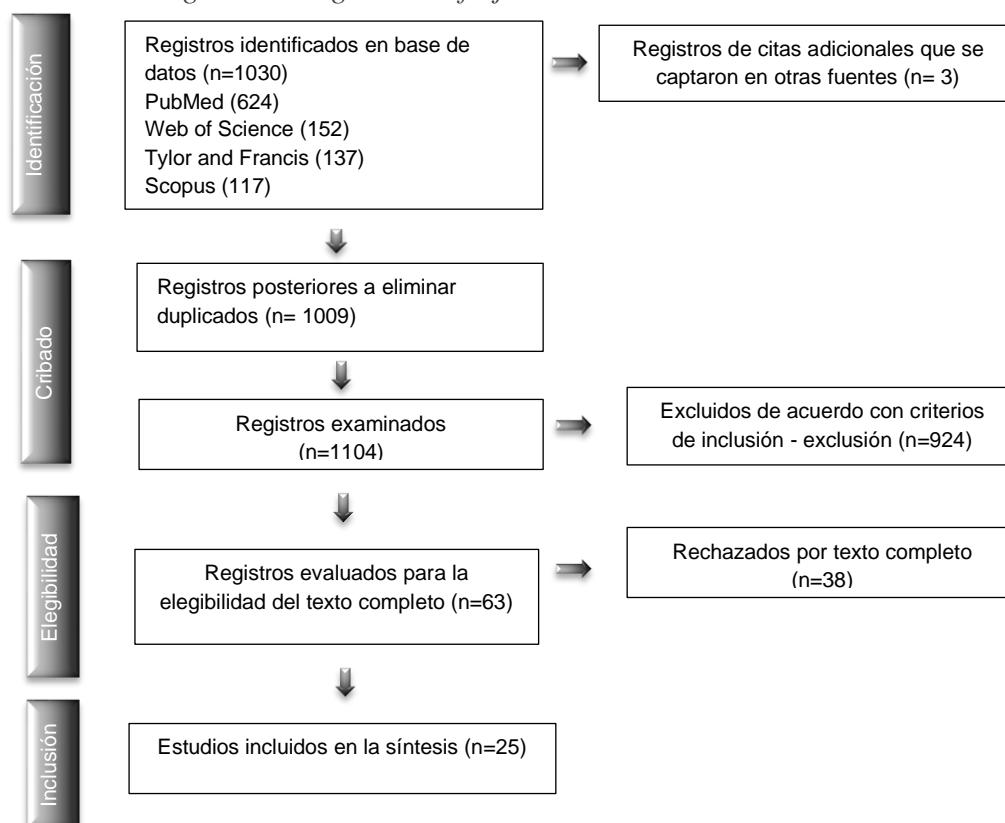 Identificación
Registros identificados en base de
datos (n=1030)
PubMed (624)
Web of Science (152)
Tylor and Francis (137)
Scopus (117)
Registros de citas adicionales que se
captaron en otras fuentes (n= 3)
Cribado
Registros posteriores a eliminar
duplicados (n= 1009)
Registros examinados
(n=1104)
Excluidos de acuerdo con criterios
de inclusión - exclusión (n=924)
Elegibilidad
Registros evaluados para la
elegibilidad del texto completo (n=63)
Rechazados por texto completo
(n=38)
Inclusión
Estudios incluidos en la síntesis (n=25)